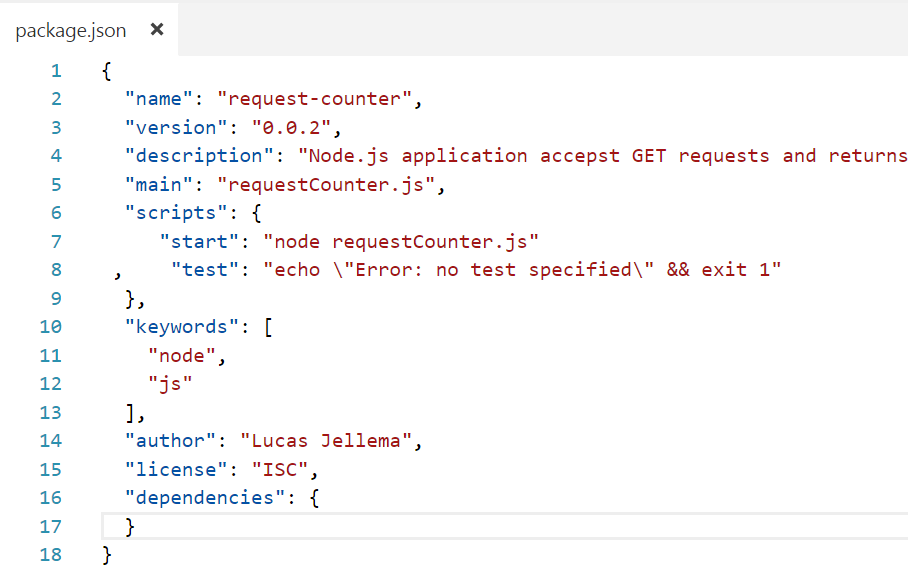 package.json ×
1 {
2 "name": "request-counter",
3 "version": "0.0.2",
4 "description": "Node.js application accepst GET requests and returns
5 "main": "requestCounter.js",
6 "scripts": {
7 "start": "node requestCounter.js"
8 , "test": "echo \"Error: no test specified\" && exit 1"
9 },
10 "keywords": [
11 "node",
12 "js"
13 ],
14 "author": "Lucas Jellema",
15 "license": "ISC",
16 "dependencies": {
17 }
18 }